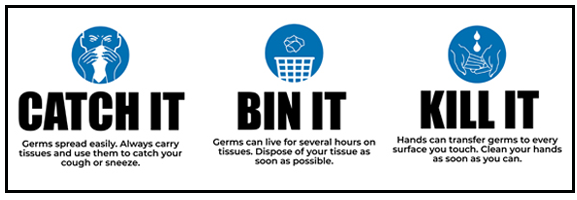 CATCH IT
Germs spread easily. Always carry
tissues and use them to catch your
cough or sneeze.
BIN IT
Germs can live for several hours on
tissues. Dispose of your tissue as
soon as possible.
KILL IT
Hands can transfer germs to every
surface you touch. Clean your hands
as soon as you can.